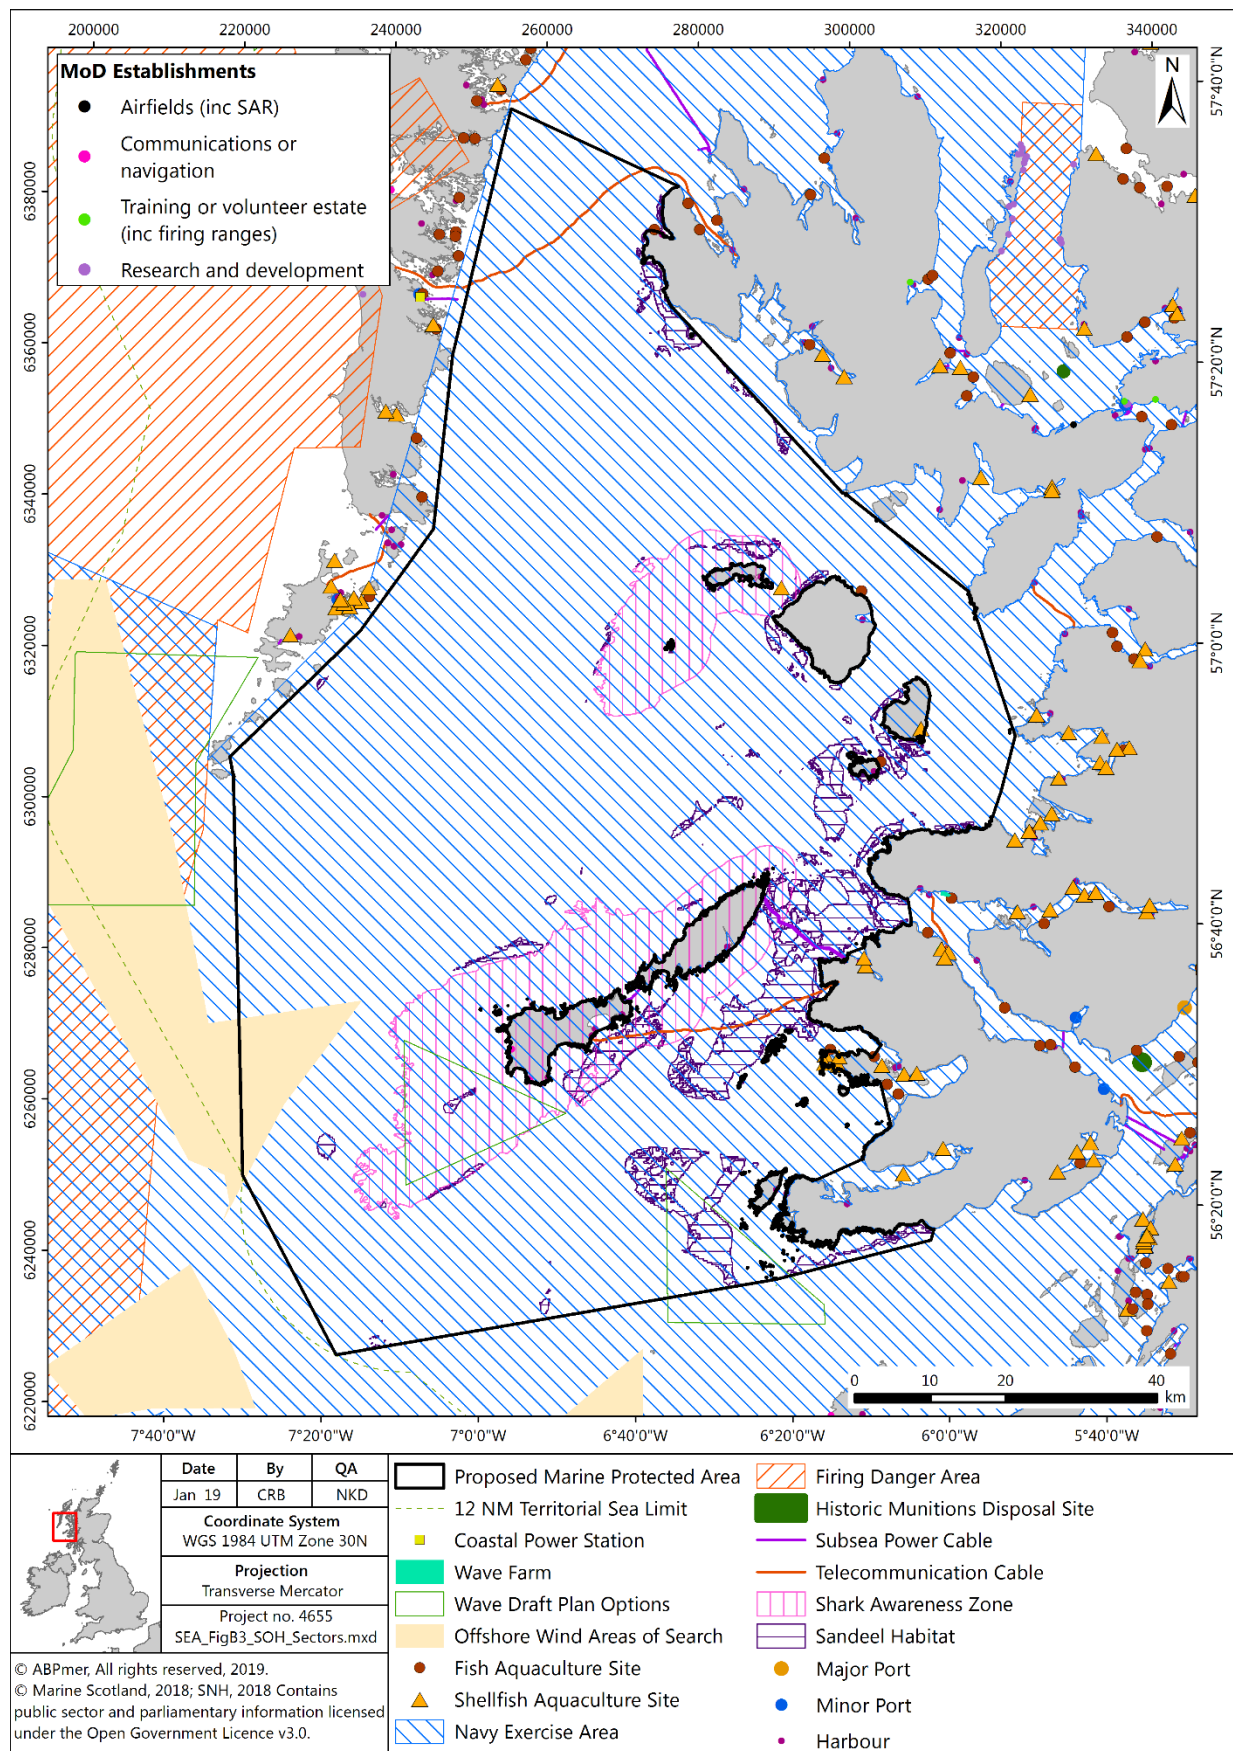 200000 220000 240000 260000 280000 300000 320000 340000
MoD Establishments
Airfields (inc SAR)
Communications or
navigation
Training or volunteer estate
(inc firing ranges)
Research and development
N
6380000
6360000
6340000
6320000
6300000
6280000
6260000
6240000
6220000
57°40'0"N
57°20'0"N
57°0'0"N
56°40'0"N
56°20'0"N
0 10 20 40
km
7°40'0"W 7°20'0"W 7°0'0"W 6°40'0"W 6°20'0"W 6°0'0"W 5°40'0"W
Date By QA
Jan 19 CRB NKD
Coordinate System
WGS 1984 UTM Zone 30N
Projection
Transverse Mercator
Project no. 4655
SEA_FigB3_SOH_Sectors.mxd
© ABPmer, All rights reserved, 2019.
© Marine Scotland, 2018; SNH, 2018 Contains
public sector and parliamentary information licensed
under the Open Government Licence v3.0.
Proposed Marine Protected Area
12 NM Territorial Sea Limit
Coastal Power Station
Wave Farm
Wave Draft Plan Options
Offshore Wind Areas of Search
Fish Aquaculture Site
Shellfish Aquaculture Site
Navy Exercise Area
Firing Danger Area
Historic Munitions Disposal Site
Subsea Power Cable
Telecommunication Cable
Shark Awareness Zone
Sandeel Habitat
Major Port
Minor Port
Harbour